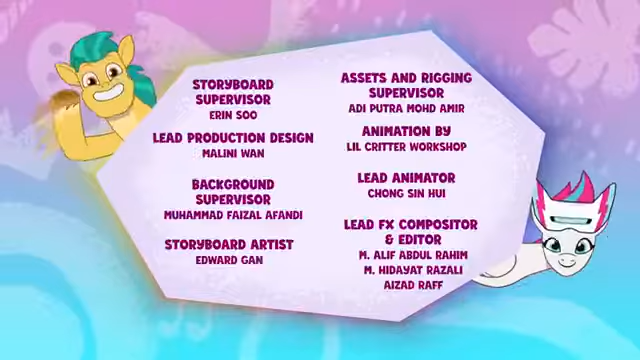 STORYBOARD
SUPERVISOR
ERIN SOO
LEAD PRODUCTION DESIGN
MALINI WAN
BACKGROUND
SUPERVISOR
MUHAMMAD FAIZAL AFANDI
STORYBOARD ARTIST
EDWARD GAN
ASSETS AND RIGGING
SUPERVISOR
ADI PUTRA MOHD AMIR
ANIMATION BY
LIL CRITTER WORKSHOP
LEAD ANIMATOR
CHONG SIN HUI
LEAD FX COMPOSITOR
& EDITOR
M. ALIF ABDUL RAHIM
M. HIDAYAT RAZALI
AIZAD RAFF